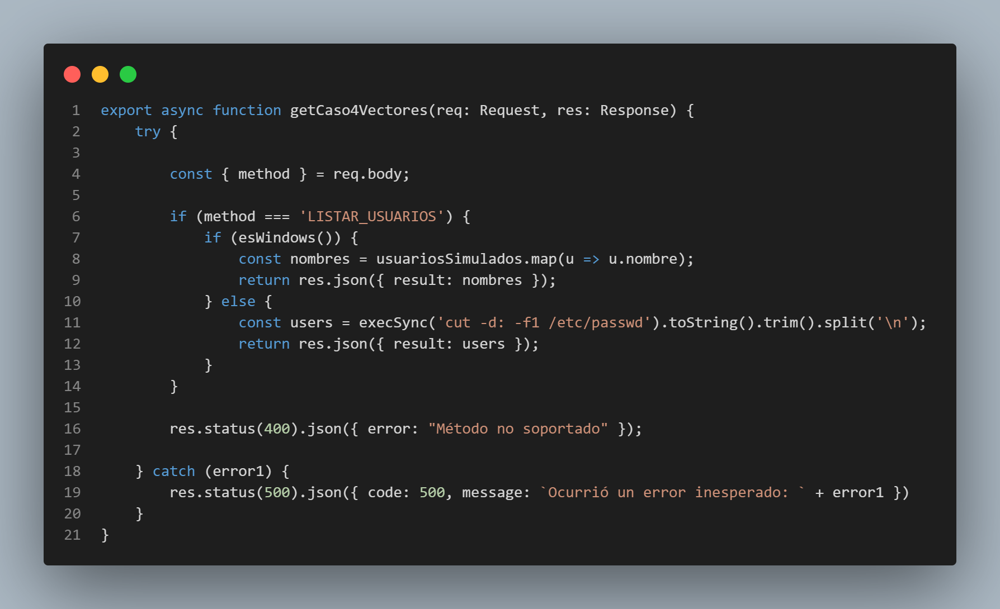 1 export async function getCaso4Vectores(req: Request, res: Response) {
2     try {
3
4         const { method } = req.body;
5
6         if (method === 'LISTAR_USUARIOS') {
7             if (esWindows()) {
8                 const nombres = usuariosSimulados.map(u => u.nombre);
9                 return res.json({ result: nombres });
10             } else {
11                 const users = execSync('cut -d: -f1 /etc/passwd').toString().trim().split('\n');
12                 return res.json({ result: users });
13             }
14         }
15
16         res.status(400).json({ error: "Método no soportado" });
17
18     } catch (error1) {
19         res.status(500).json({ code: 500, message: `Ocurrió un error inesperado: ` + error1 })
20     }
21 }